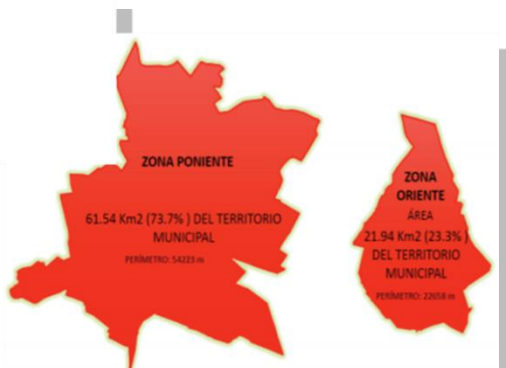 ZONA PONIENTE
61.54 Km2 (73.7% ) DEL TERRITORIO
MUNICIPAL
PERÍMETRO: 54223 m
ZONA
ORIENTE
ÁREA
21.94 Km2 (23.3% )
DEL TERRITORIO
MUNICIPAL
PERÍMETRO: 22658 m